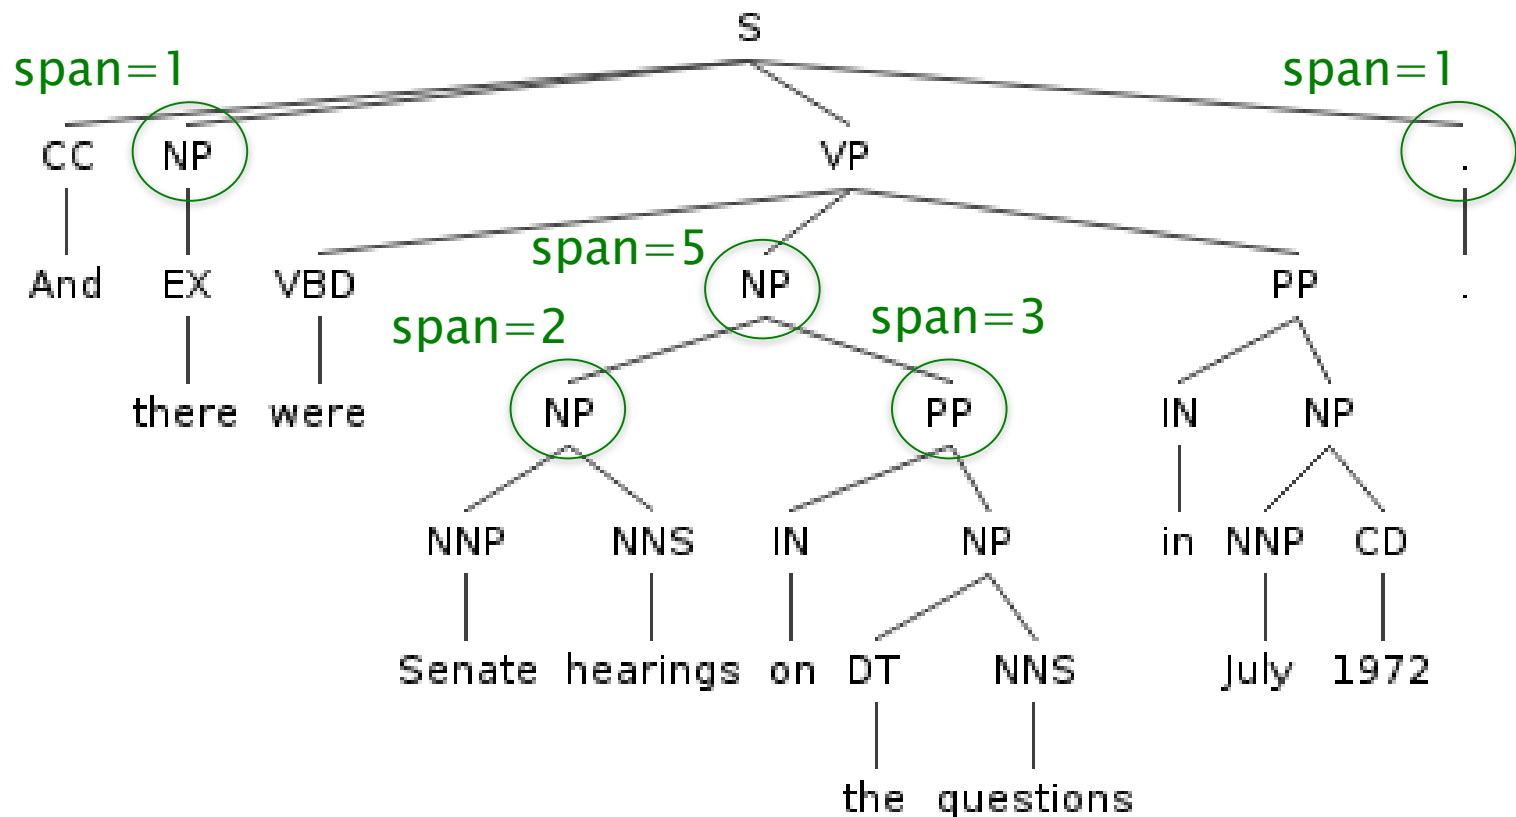 S
span=1 span=1
CC NP VP .
span=5
And EX VBD NP PP .
span=2 span=3
there were NP PP IN NP
NNP NNS IN NP in NNP CD
Senate hearings on DT NNS July 1972
the questions